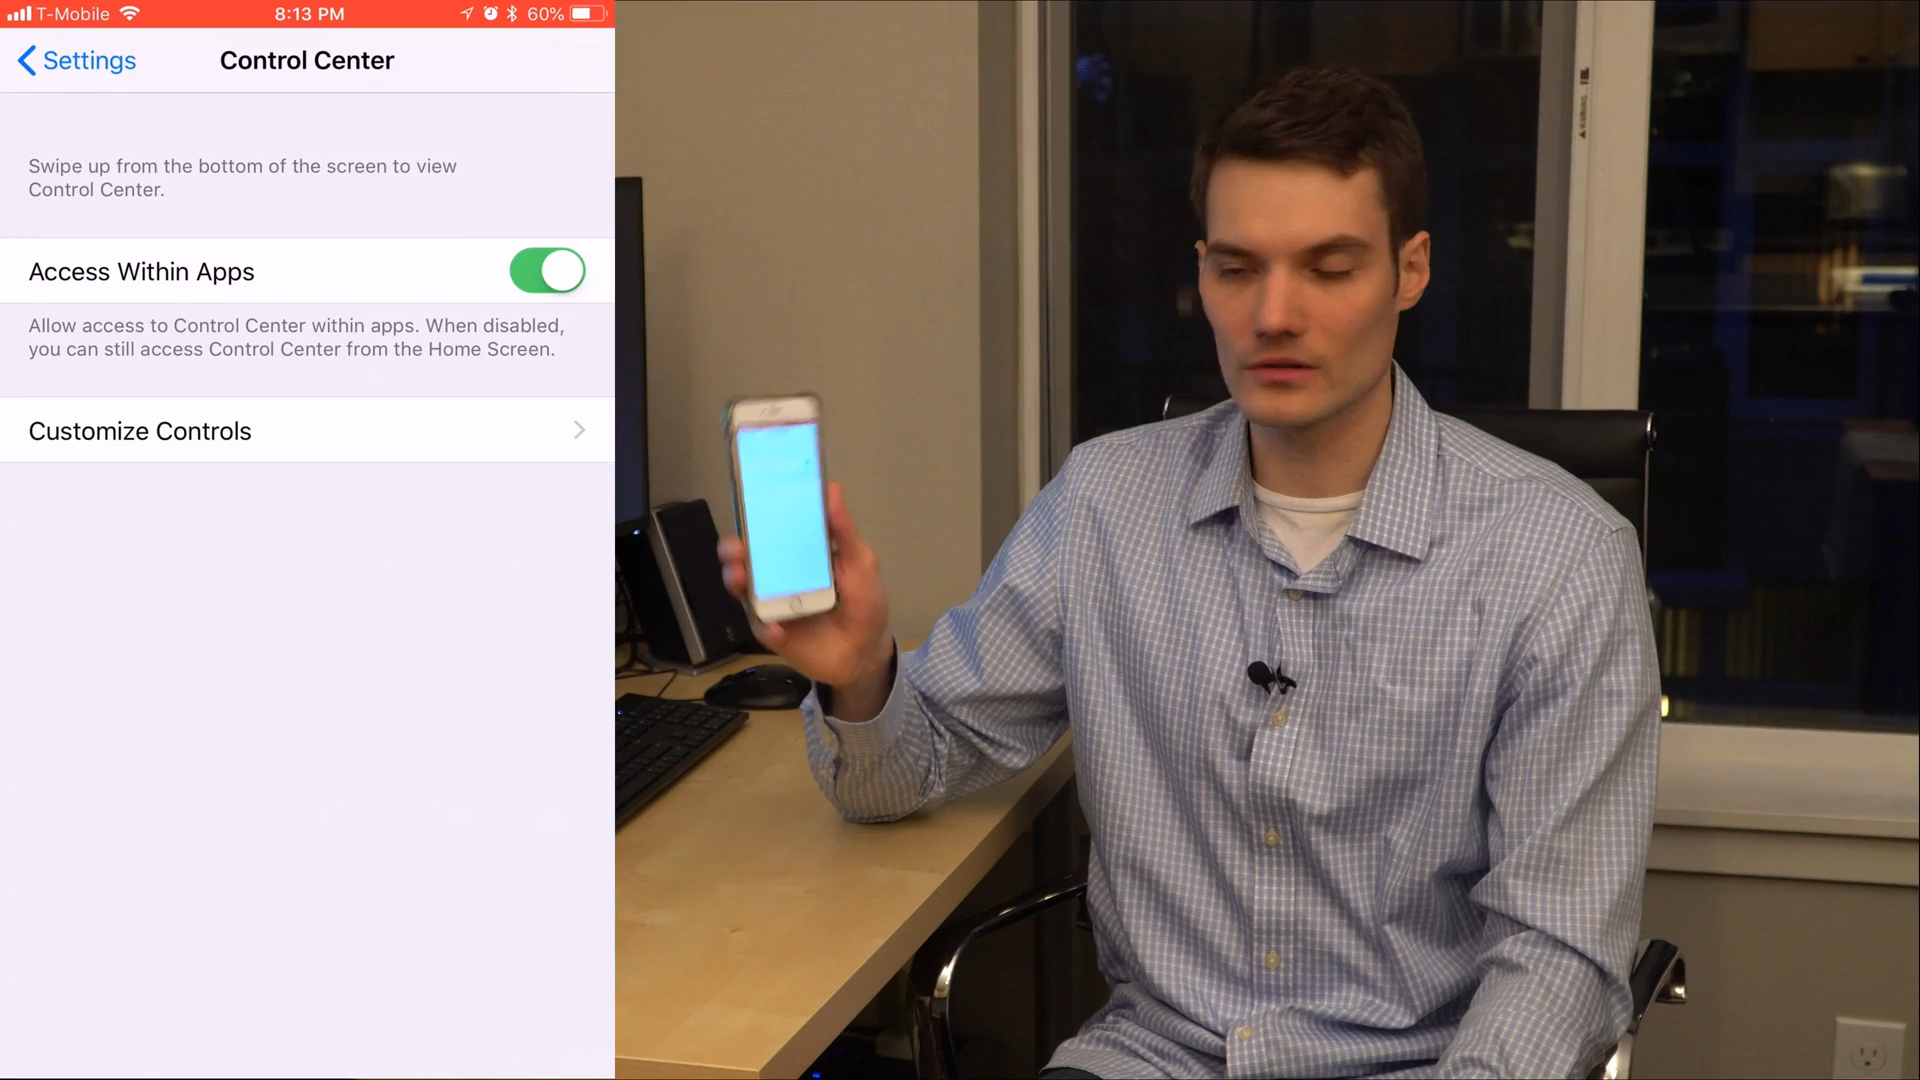 T-Mobile 8:13 PM 60%
Settings Control Center
Swipe up from the bottom of the screen to view
Control Center.
Access Within Apps
Allow access to Control Center within apps. When disabled,
you can still access Control Center from the Home Screen.
Customize Controls